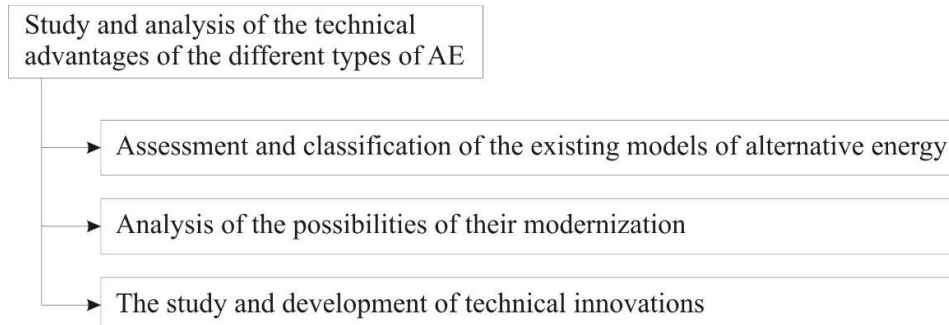 Study and analysis of the technical
advantages of the different types of AE
Assessment and classification of the existing models of alternative energy
Analysis of the possibilities of their modernization
The study and development of technical innovations